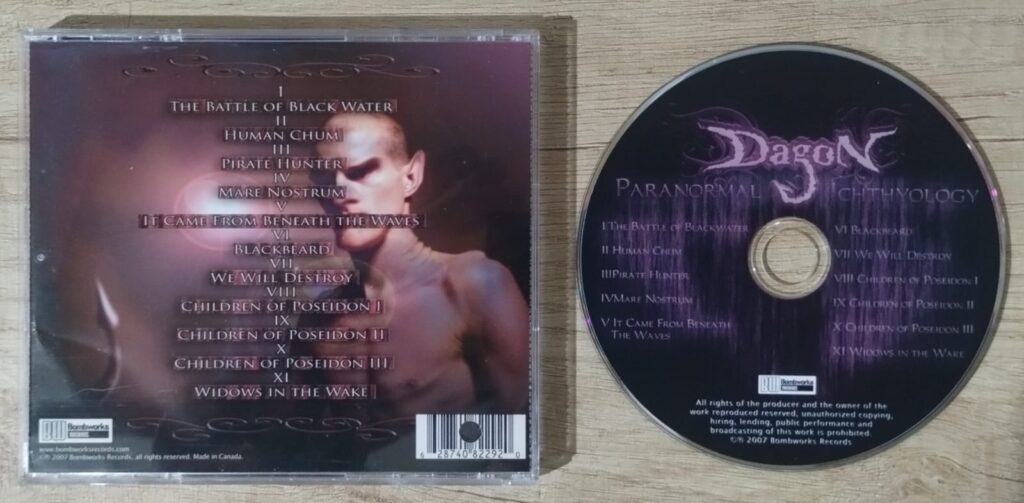 I
The Battle of Black Water
II
Human Chum
III
Pirate Hunter
IV
Mare Nostrum
V
It Came From Beneath the Waves
VI
Blackbeard
VII
We Will Destroy
VIII
Children of Poseidon I
IX
Children of Poseidon II
X
Children of Poseidon III
XI
Widows in the Wake
BW Bombworks
RECORDS
www.bombworksrecords.com
©℗ 2007 Bombworks Records, all rights reserved. Made in Canada.
6 28740 82292 0
Dagon
Paranormal Ichthyology
I The Battle of Blackwater
II Human Chum
III Pirate Hunter
IV Mare Nostrum
V It Came From Beneath
The Waves
VI Blackbeard
VII We Will Destroy
VIII Children of Poseidon I
IX Children of Poseidon II
X Children of Poseidon III
XI Widows in the Wake
BW Bombworks
RECORDS
All rights of the producer and the owner of the
work reproduced reserved, unauthorized copying,
hiring, lending, public performance and
broadcasting of this work is prohibited.
©℗ 2007 Bombworks Records